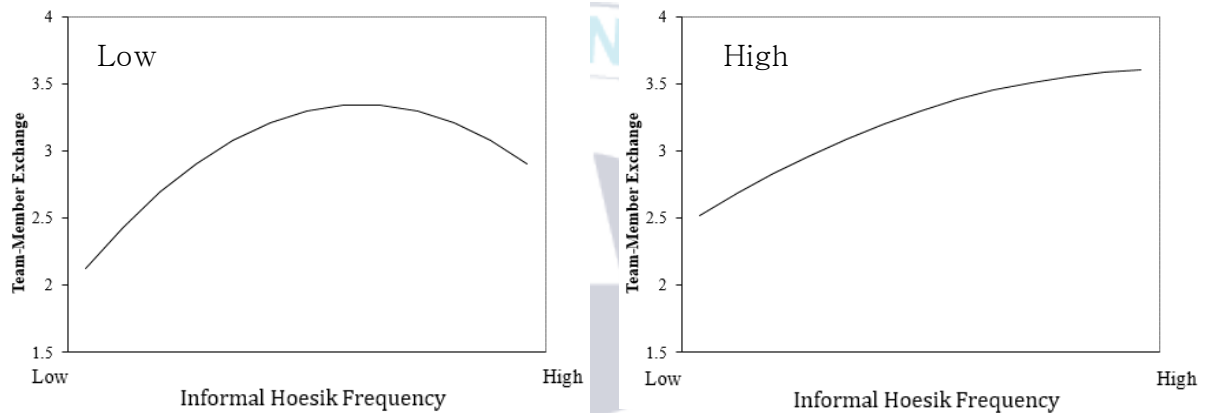 Low
4
3.5
3
2.5
2
1.5
Team-Member Exchange
Low
High
Informal Hoesik Frequency
N
High
4
3.5
3
2.5
2
1.5
Team-Member Exchange
Low
High
Informal Hoesik Frequency